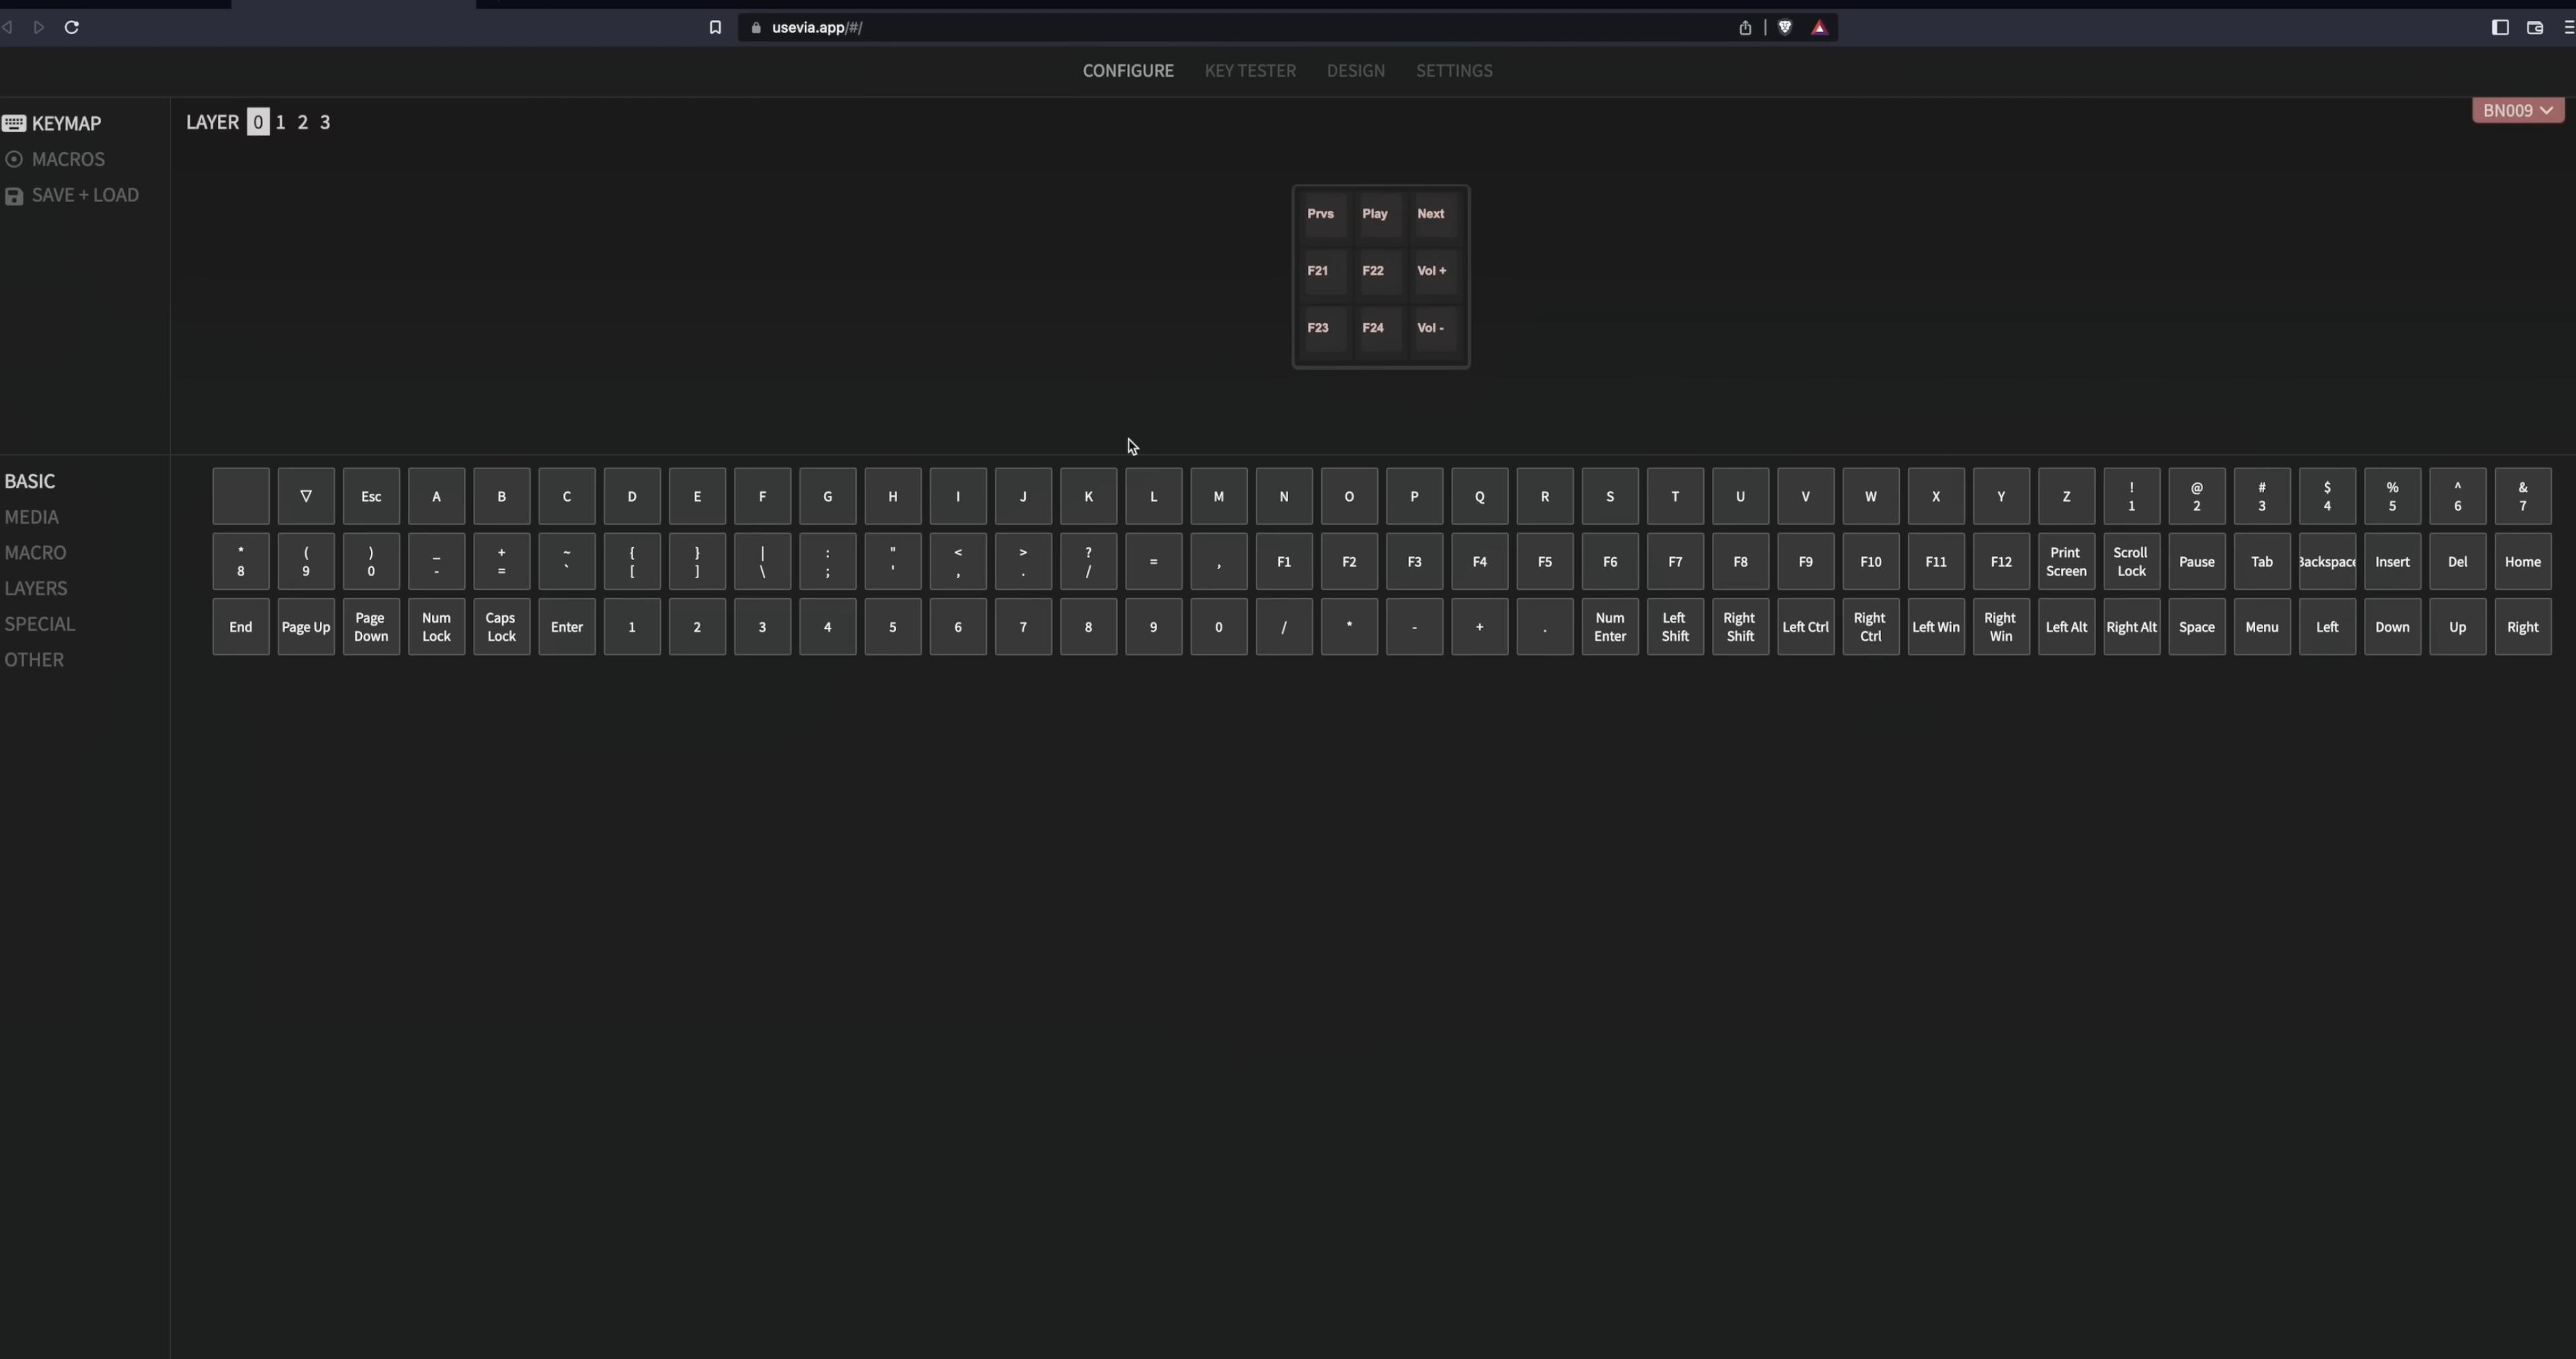 usevia.app/#/
CONFIGURE KEY TESTER DESIGN SETTINGS
KEYMAP
MACROS
SAVE + LOAD
LAYER 0 1 2 3
BN009
Prvs Play Next
F21 F22 Vol +
F23 F24 Vol -
BASIC
MEDIA
MACRO
LAYERS
SPECIAL
OTHER
▽ Esc A B C D E F G H I J K L M N O P Q R S T U V W X Y Z ! 1 @ 2 # 3 $ 4 % 5 ^ 6 & 7
* 8 ( 9 ) 0 _ - + = ~ ` { [ } ] | \ : ; " ' < , > . ? / = , F1 F2 F3 F4 F5 F6 F7 F8 F9 F10 F11 F12 Print Screen Scroll Lock Pause Tab Backspace Insert Del Home
End Page Up Page Down Num Lock Caps Lock Enter 1 2 3 4 5 6 7 8 9 0 / * - + . Num Enter Left Shift Right Shift Left Ctrl Right Ctrl Left Win Right Win Left Alt Right Alt Space Menu Left Down Up Right